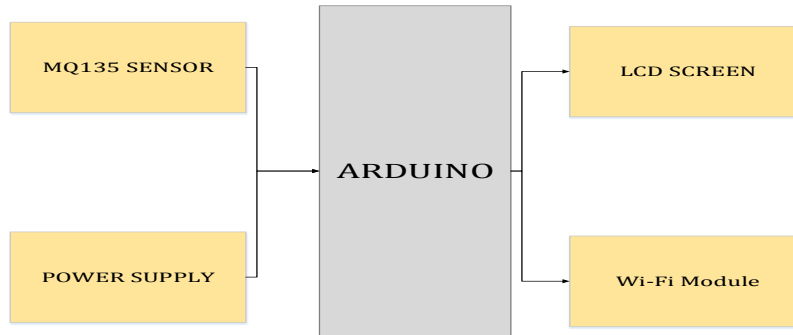 MQ135 SENSOR
POWER SUPPLY
ARDUINO
LCD SCREEN
Wi-Fi Module